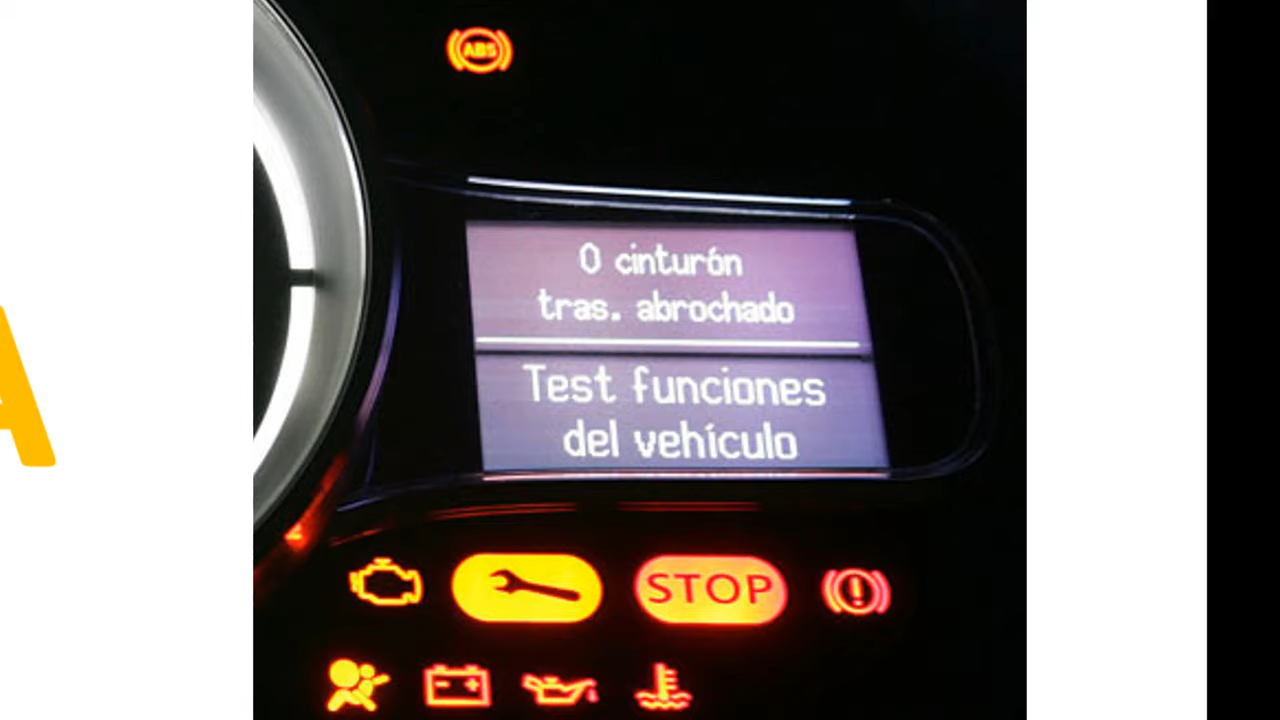 ABS
0 cinturón
tras. abrochado
Test funciones
del vehículo
STOP
A